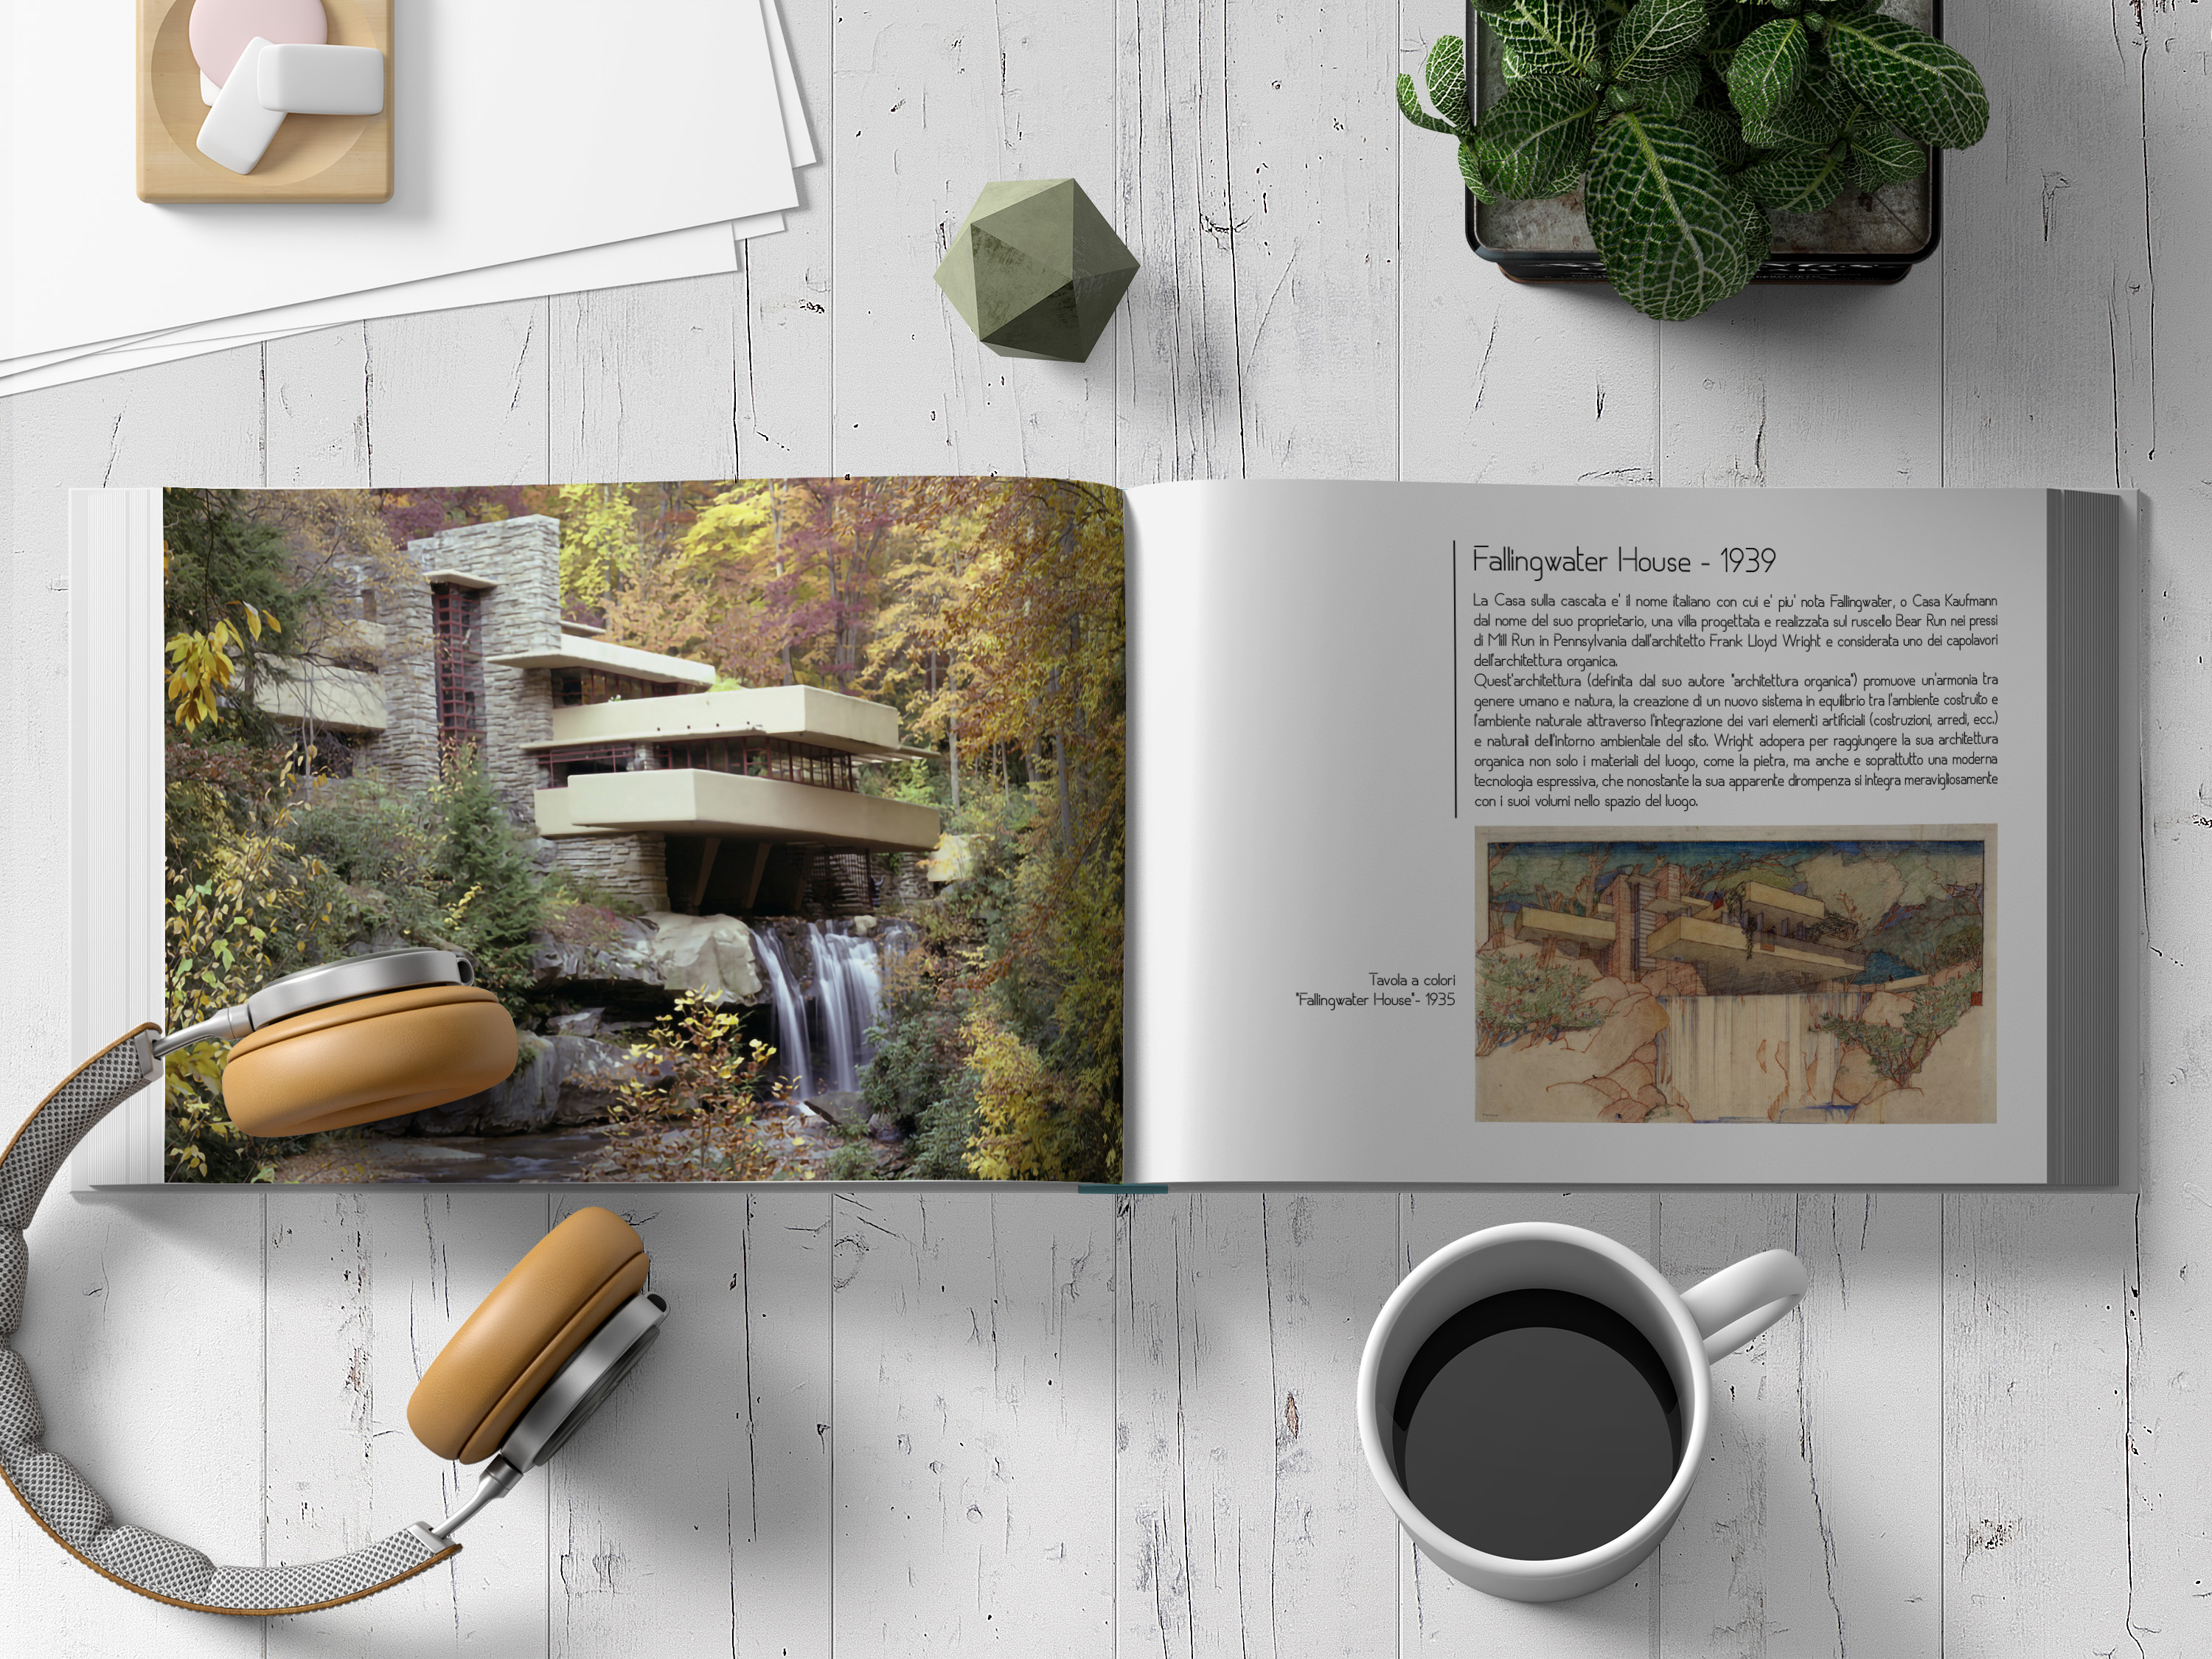 Fallingwater House - 1939
La Casa sulla cascata e' il nome italiano con cui e' piu' nota Fallingwater, o Casa Kaufmann
dal nome del suo proprietario, una villa progettata e realizzata sul ruscello Bear Run nei pressi
di Mill Run in Pennsylvania dall'architetto Frank Lloyd Wright e considerata uno dei capolavori
dell'architettura organica.
Quest'architettura (definita dal suo autore "architettura organica") promuove un'armonia tra
genere umano e natura, la creazione di un nuovo sistema in equilibrio tra l'ambiente costruito e
l'ambiente naturale attraverso l'integrazione dei vari elementi artificiali (costruzioni, arredi, ecc.)
e naturali dell'intorno ambientale del sito. Wright adopera per raggiungere la sua architettura
organica non solo i materiali del luogo, come la pietra, ma anche e soprattutto una moderna
tecnologia espressiva, che nonostante la sua apparente dirompenza si integra meravigliosamente
con i suoi volumi nello spazio del luogo.
Tavola a colori
"Fallingwater House"- 1935